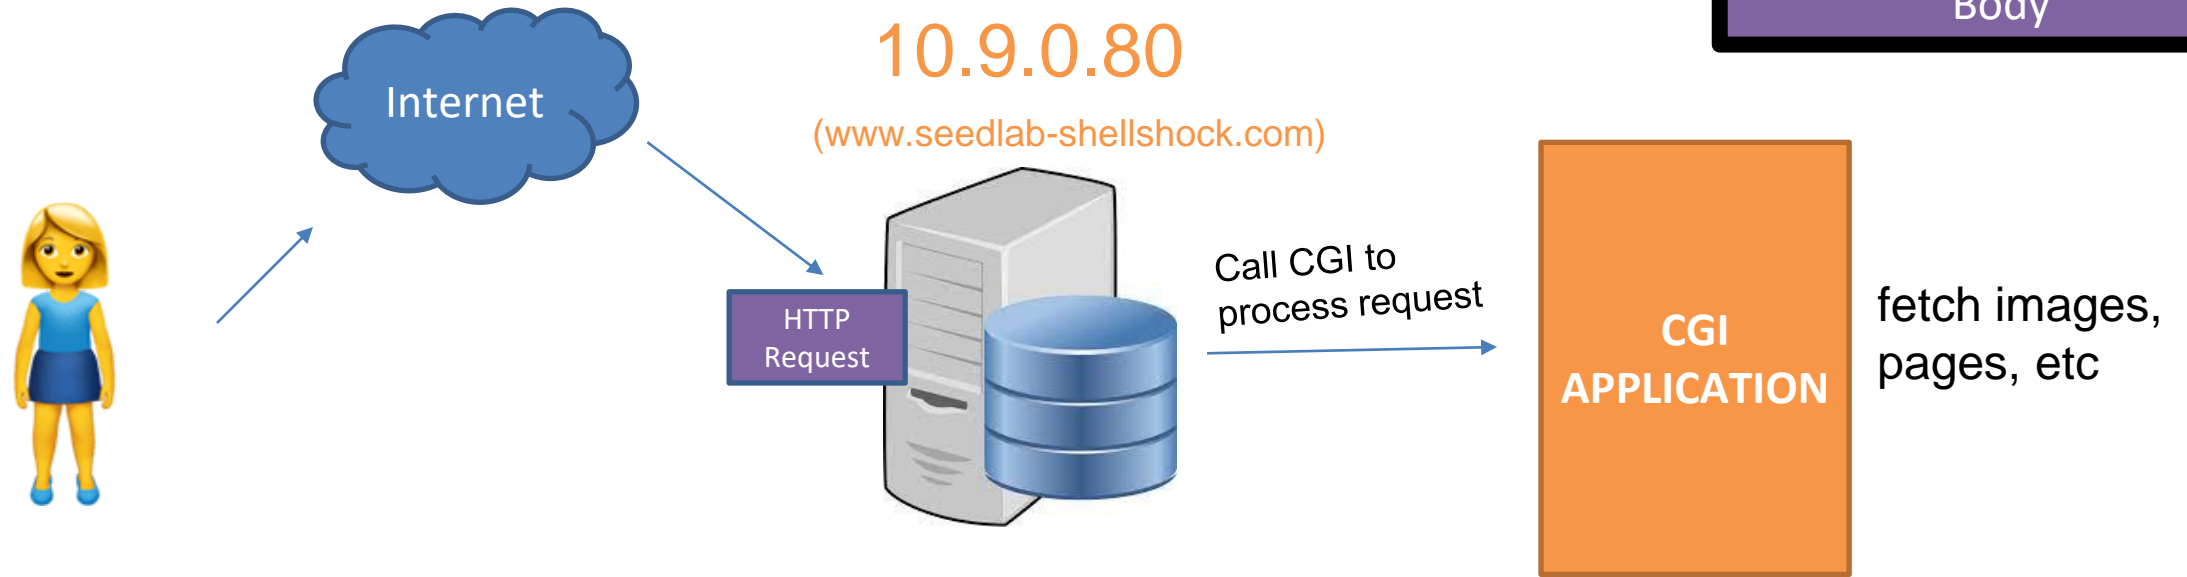 Body
10.9.0.80
(www.seedlab-shellshock.com)
Internet
HTTP
Request
Call CGI to
process request
CGI
APPLICATION
fetch images,
pages, etc